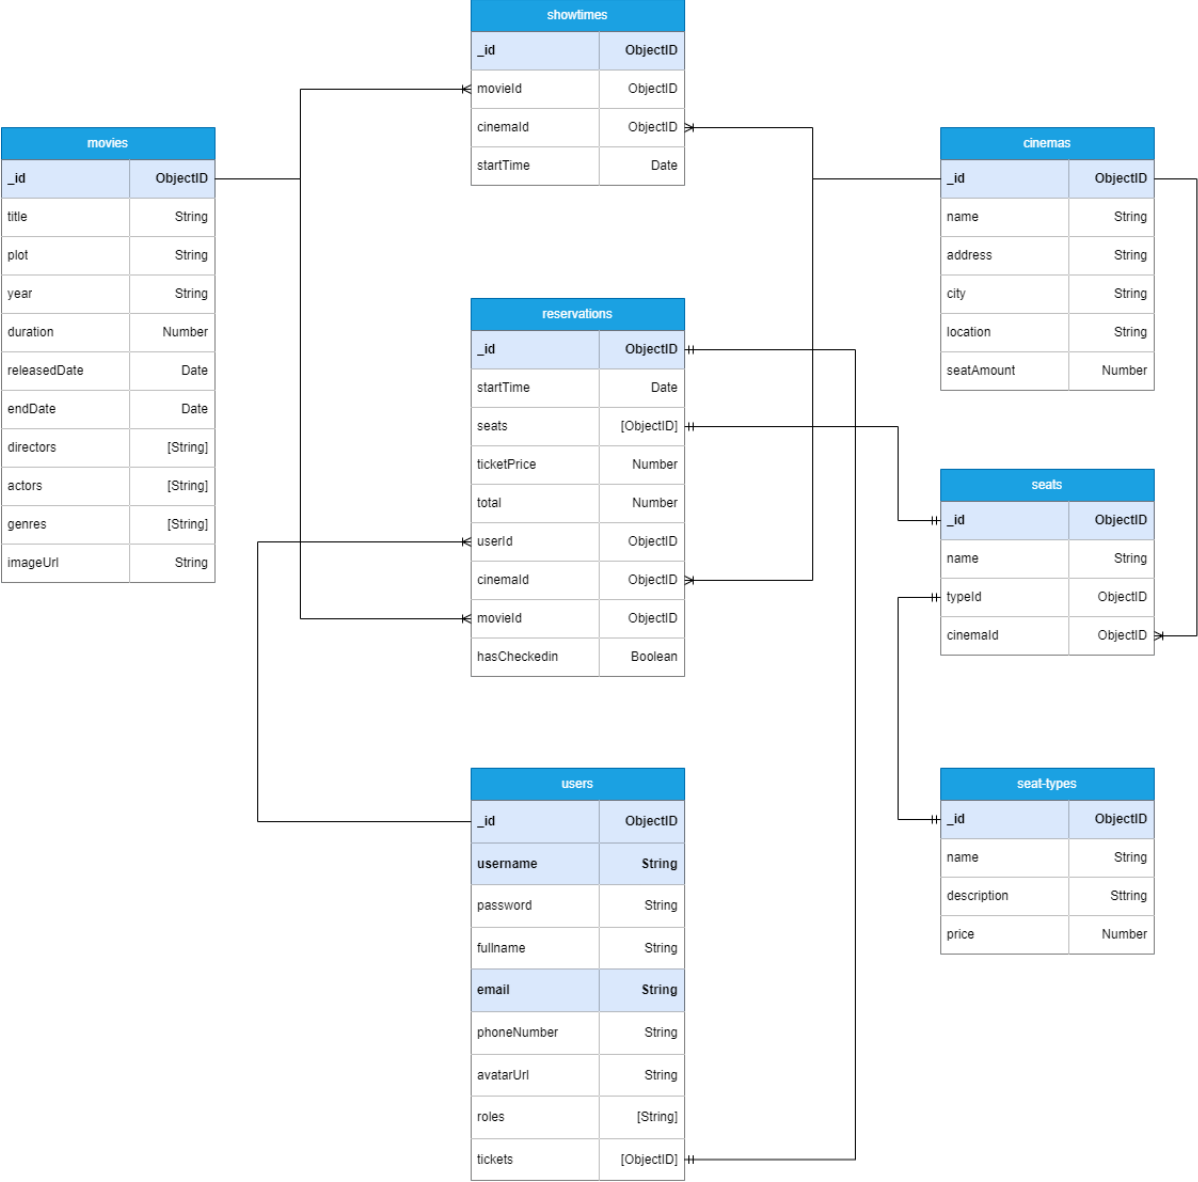 showtimes
_id ObjectID
movieId ObjectID
cinemaId ObjectID
startTime Date
movies
_id ObjectID
title String
plot String
year String
duration Number
releasedDate Date
endDate Date
directors [String]
actors [String]
genres [String]
imageUrl String
cinemas
_id ObjectID
name String
address String
city String
location String
seatAmount Number
reservations
_id ObjectID
startTime Date
seats [ObjectID]
ticketPrice Number
total Number
userId ObjectID
cinemaId ObjectID
movieId ObjectID
hasCheckedin Boolean
seats
_id ObjectID
name String
typeId ObjectID
cinemaId ObjectID
users
_id ObjectID
username String
password String
fullname String
email String
phoneNumber String
avatarUrl String
roles [String]
tickets [ObjectID]
seat-types
_id ObjectID
name String
description Sttring
price Number